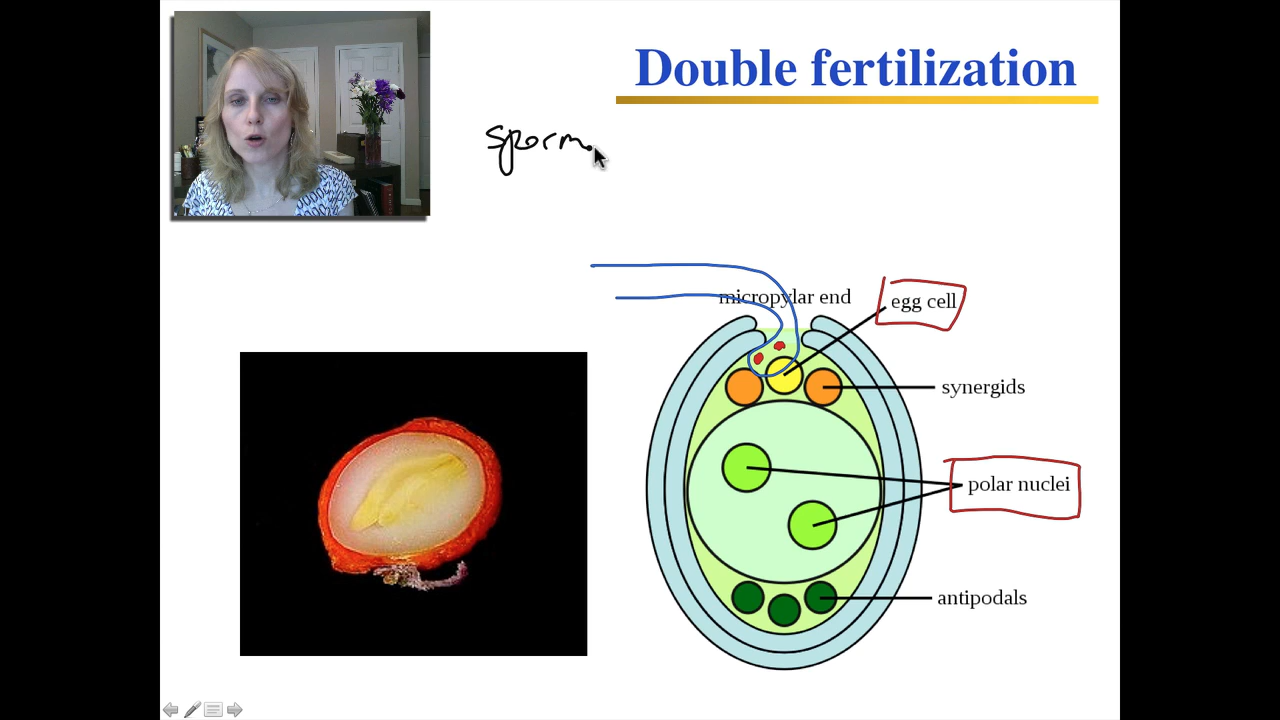 Double fertilization
sperm
micropylar end
egg cell
synergids
polar nuclei
antipodals